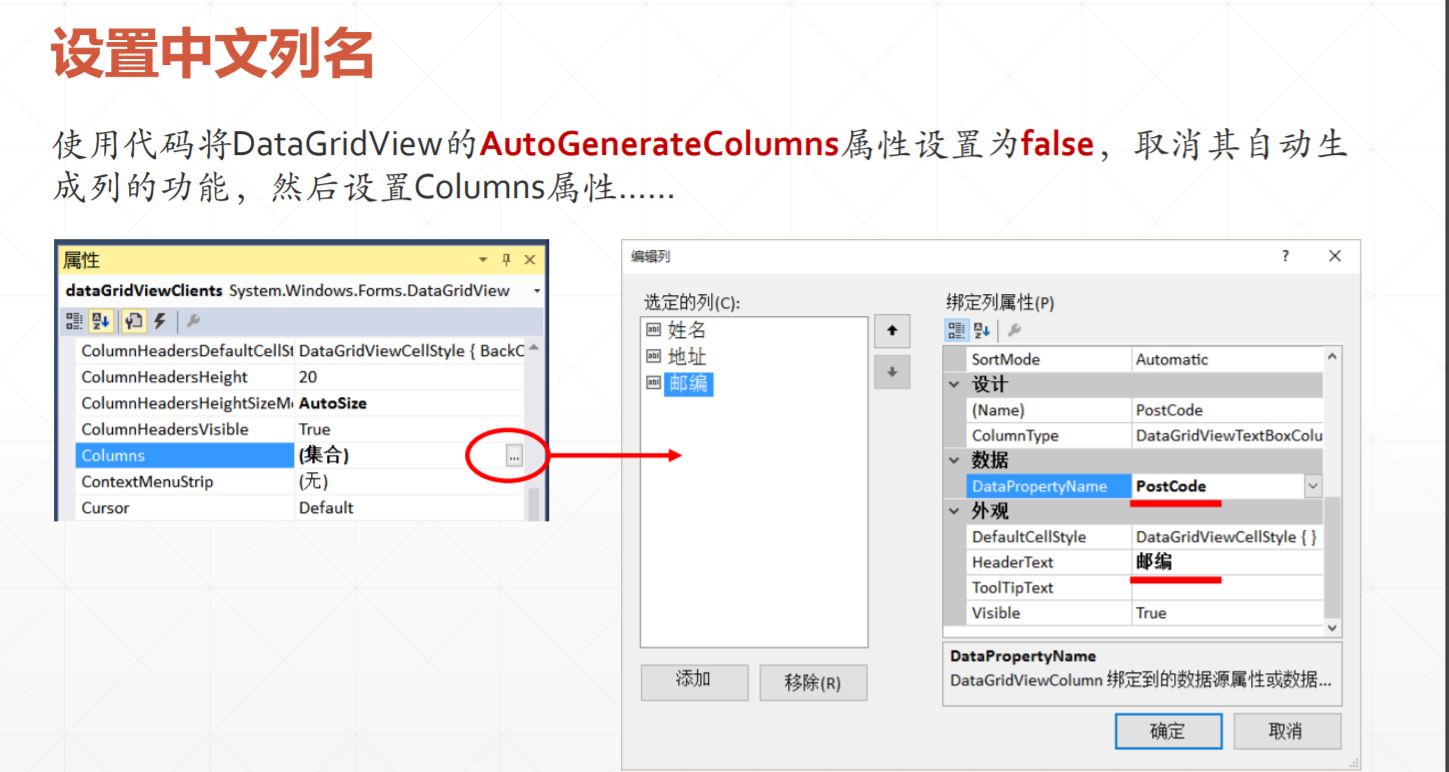 设置中文列名
使用代码将DataGridView的AutoGenerateColumns属性设置为false，取消其自动生
成列的功能，然后设置Columns属性……
属性
dataGridViewClients System.Windows.Forms.DataGridView
ColumnHeadersDefaultCellSt DataGridViewCellStyle { BackC
ColumnHeadersHeight 20
ColumnHeadersHeightSizeMo AutoSize
ColumnHeadersVisible True
Columns (集合) ...
ContextMenuStrip (无)
Cursor Default
编辑列 ?
选定的列(C):
姓名
地址
邮编
添加 移除(R)
绑定列属性(P)
SortMode Automatic
设计
(Name) PostCode
ColumnType DataGridViewTextBoxColu
数据
DataPropertyName PostCode
外观
DefaultCellStyle DataGridViewCellStyle { }
HeaderText 邮编
ToolTipText
Visible True
DataPropertyName
DataGridViewColumn 绑定到的数据源属性或数据...
确定 取消